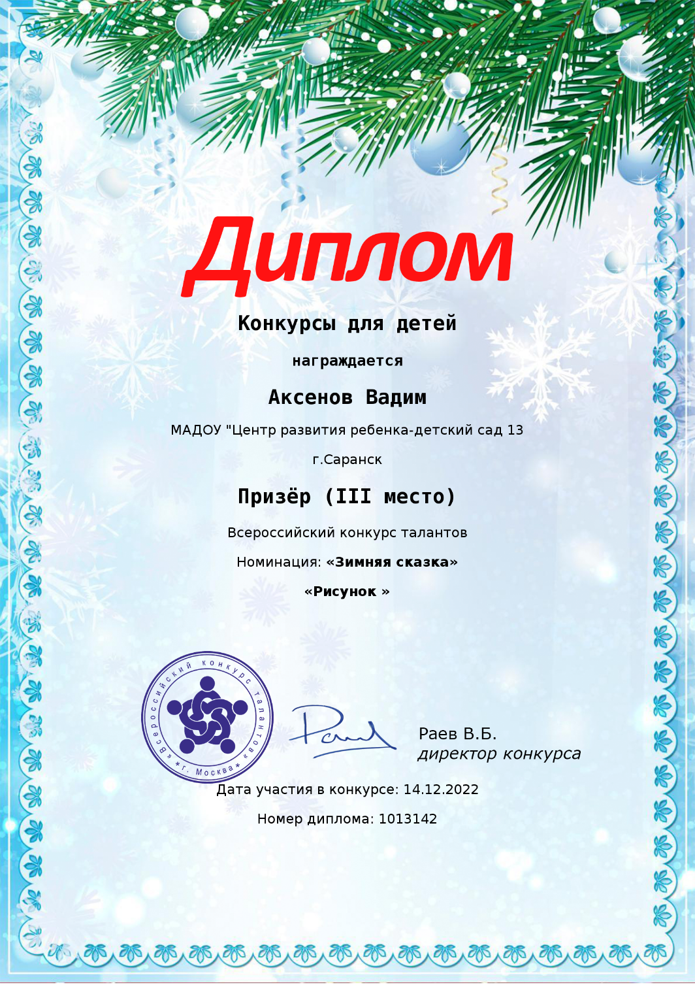 Диплом
Конкурсы для детей
награждается
Аксенов Вадим
МАДОУ "Центр развития ребенка-детский сад 13
г.Саранск
Призёр (III место)
Всероссийский конкурс талантов
Номинация: «Зимняя сказка»
«Рисунок »
«Всероссийский конкурс талантов»
* г. Москва *
Раев В.Б.
директор конкурса
Дата участия в конкурсе: 14.12.2022
Номер диплома: 1013142